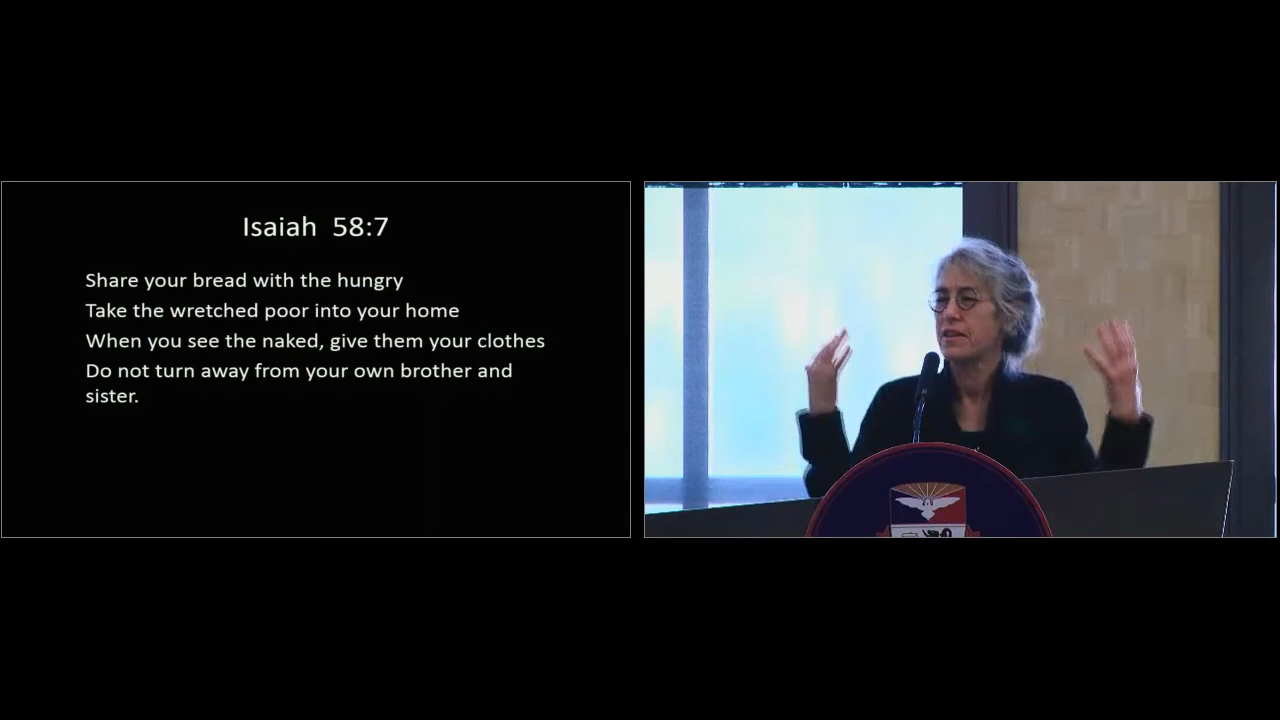 Isaiah 58:7
Share your bread with the hungry
Take the wretched poor into your home
When you see the naked, give them your clothes
Do not turn away from your own brother and
sister.